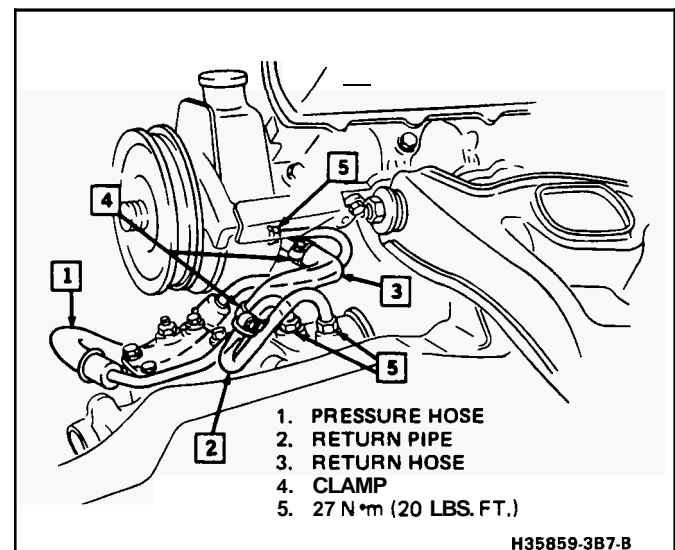 5
4
1
3
5
2
1. PRESSURE HOSE
2. RETURN PIPE
3. RETURN HOSE
4. CLAMP
5. 27 N•m (20 LBS. FT.)
H35859-3B7-B